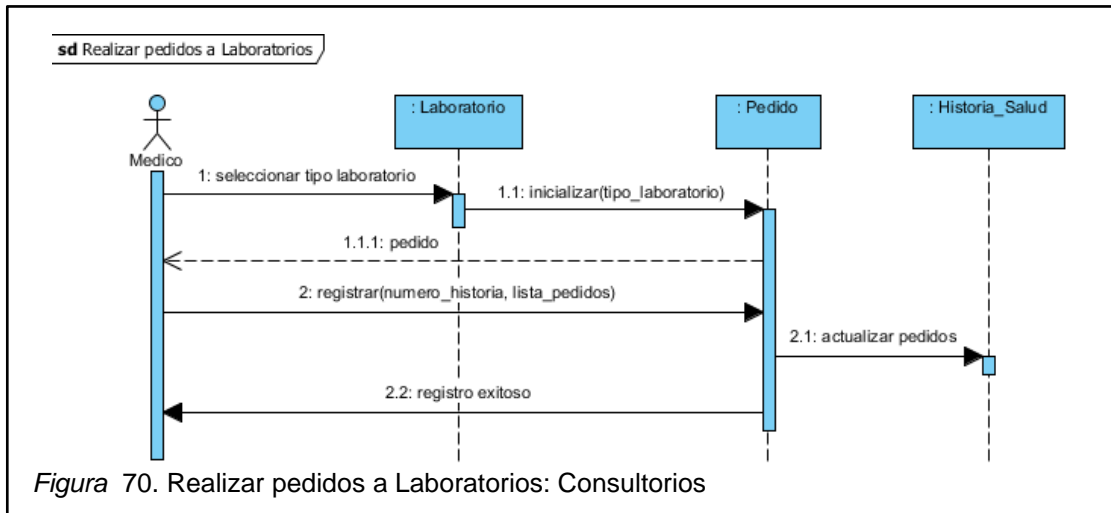 sd Realizar pedidos a Laboratorios
: Laboratorio
: Pedido
: Historia_Salud
Medico
1: seleccionar tipo laboratorio
1.1: inicializar(tipo_laboratorio)
1.1.1: pedido
2: registrar(numero_historia, lista_pedidos)
2.1: actualizar pedidos
2.2: registro exitoso
Figura 70. Realizar pedidos a Laboratorios: Consultorios